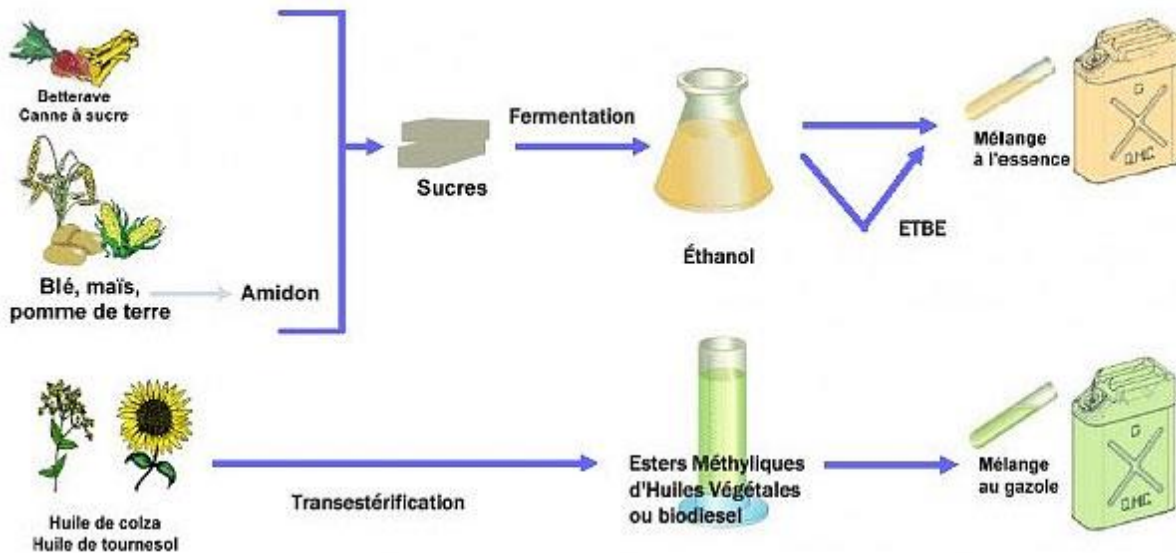 Betterave
Canne à sucre
Blé, maïs,
pomme de terre
Amidon
Sucres
Fermentation
Éthanol
ETBE
Mélange
à l'essence
Huile de colza
Huile de tournesol
Transestérification
Esters Méthyliques
d'Huiles Végétales
ou biodiesel
Mélange
au gazole